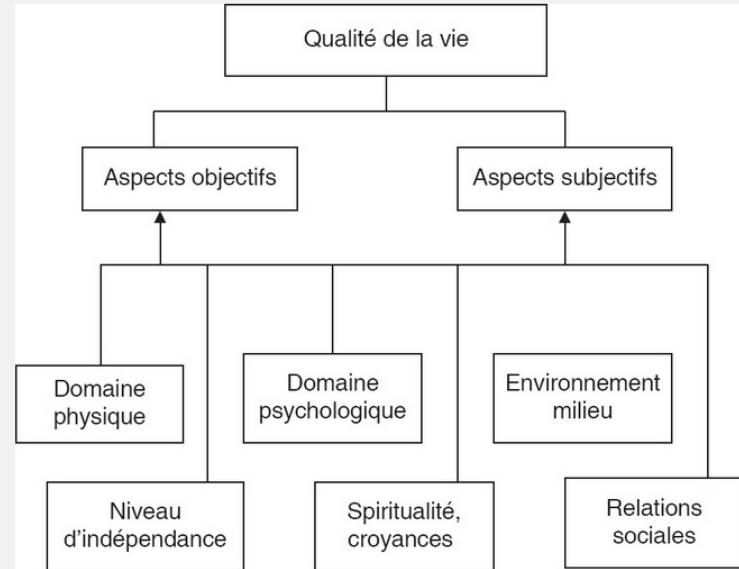 Qualité de la vie
Aspects objectifs
Aspects subjectifs
Domaine
physique
Domaine
psychologique
Environnement
milieu
Niveau
d'indépendance
Spiritualité,
croyances
Relations
sociales